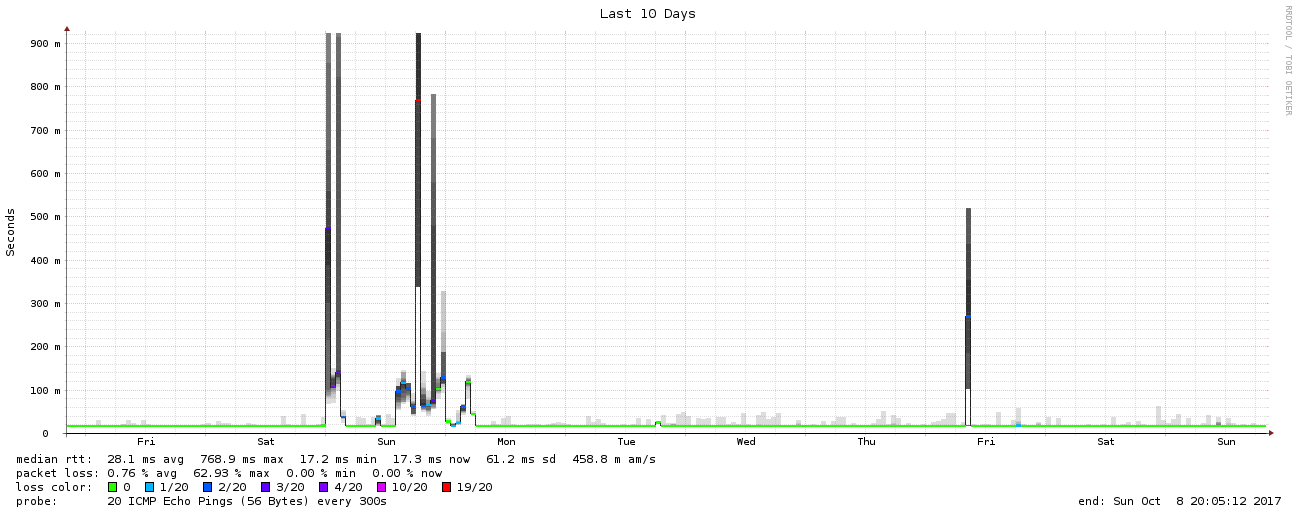 Last 10 Days
RRDTOOL / TOBI OETIKER
Seconds
900 m
800 m
700 m
600 m
500 m
400 m
300 m
200 m
100 m
0
Fri Sat Sun Mon Tue Wed Thu Fri Sat Sun
median rtt: 28.1 ms avg 768.9 ms max 17.2 ms min 17.3 ms now 61.2 ms sd 458.8 m am/s
packet loss: 0.76 % avg 62.93 % max 0.00 % min 0.00 % now
loss color: 0 1/20 2/20 3/20 4/20 10/20 19/20
probe: 20 ICMP Echo Pings (56 Bytes) every 300s end: Sun Oct 8 20:05:12 2017